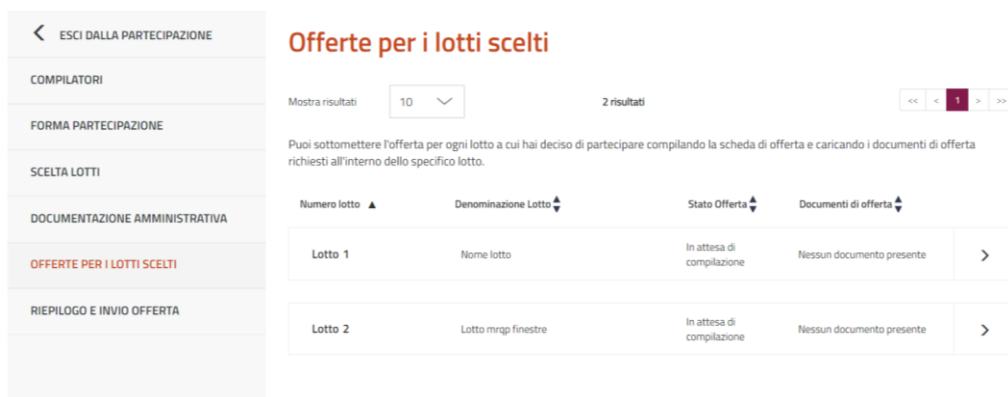 ESCI DALLA PARTECIPAZIONE
COMPILATORI
FORMA PARTECIPAZIONE
SCELTA LOTTI
DOCUMENTAZIONE AMMINISTRATIVA
OFFERTE PER I LOTTI SCELTI
RIEPILOGO E INVIO OFFERTA
Offerte per i lotti scelti
Mostra risultati 10 2 risultati << < 1 > >>
Puoi sottomettere l'offerta per ogni lotto a cui hai deciso di partecipare compilando la scheda di offerta e caricando i documenti di offerta
richiesti all'interno dello specifico lotto.
Numero lotto Denominazione Lotto Stato Offerta Documenti di offerta
Lotto 1 Nome lotto In attesa di compilazione Nessun documento presente
Lotto 2 Lotto mrqp finestre In attesa di compilazione Nessun documento presente